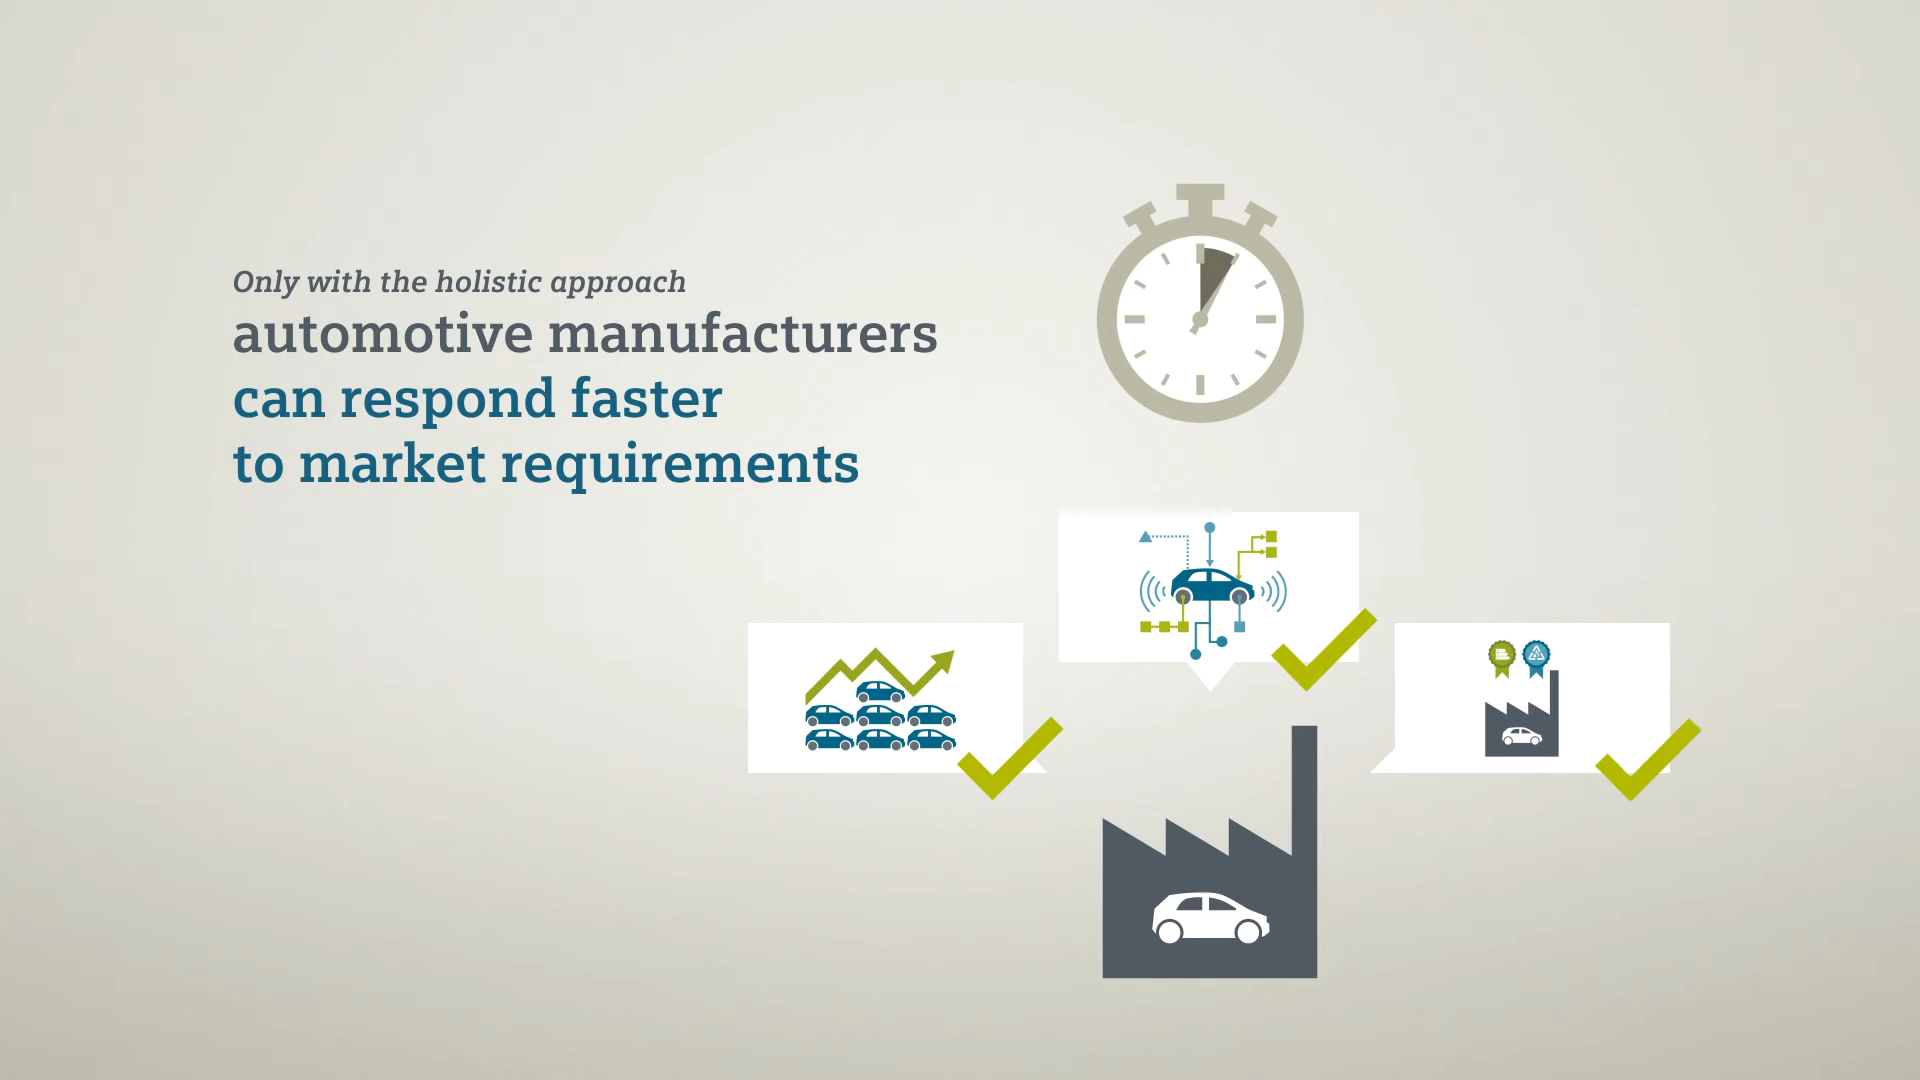 Only with the holistic approach
automotive manufacturers
can respond faster
to market requirements